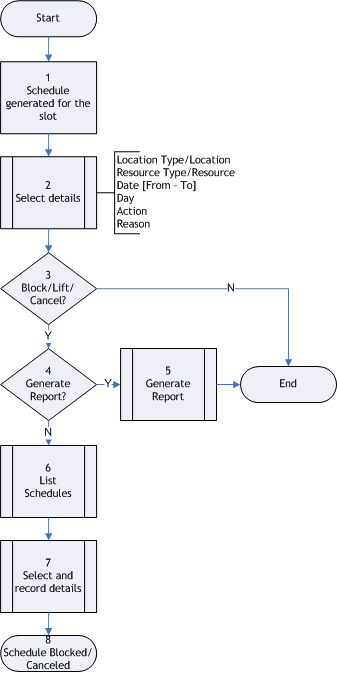 Start
1
Schedule
generated for the
slot
2
Select details
Location Type/Location
Resource Type/Resource
Date [From - To]
Day
Action
Reason
3
Block/Lift/
Cancel?
N
Y
4
Generate
Report?
Y
5
Generate
Report
End
N
6
List
Schedules
7
Select and
record details
8
Schedule Blocked/
Canceled